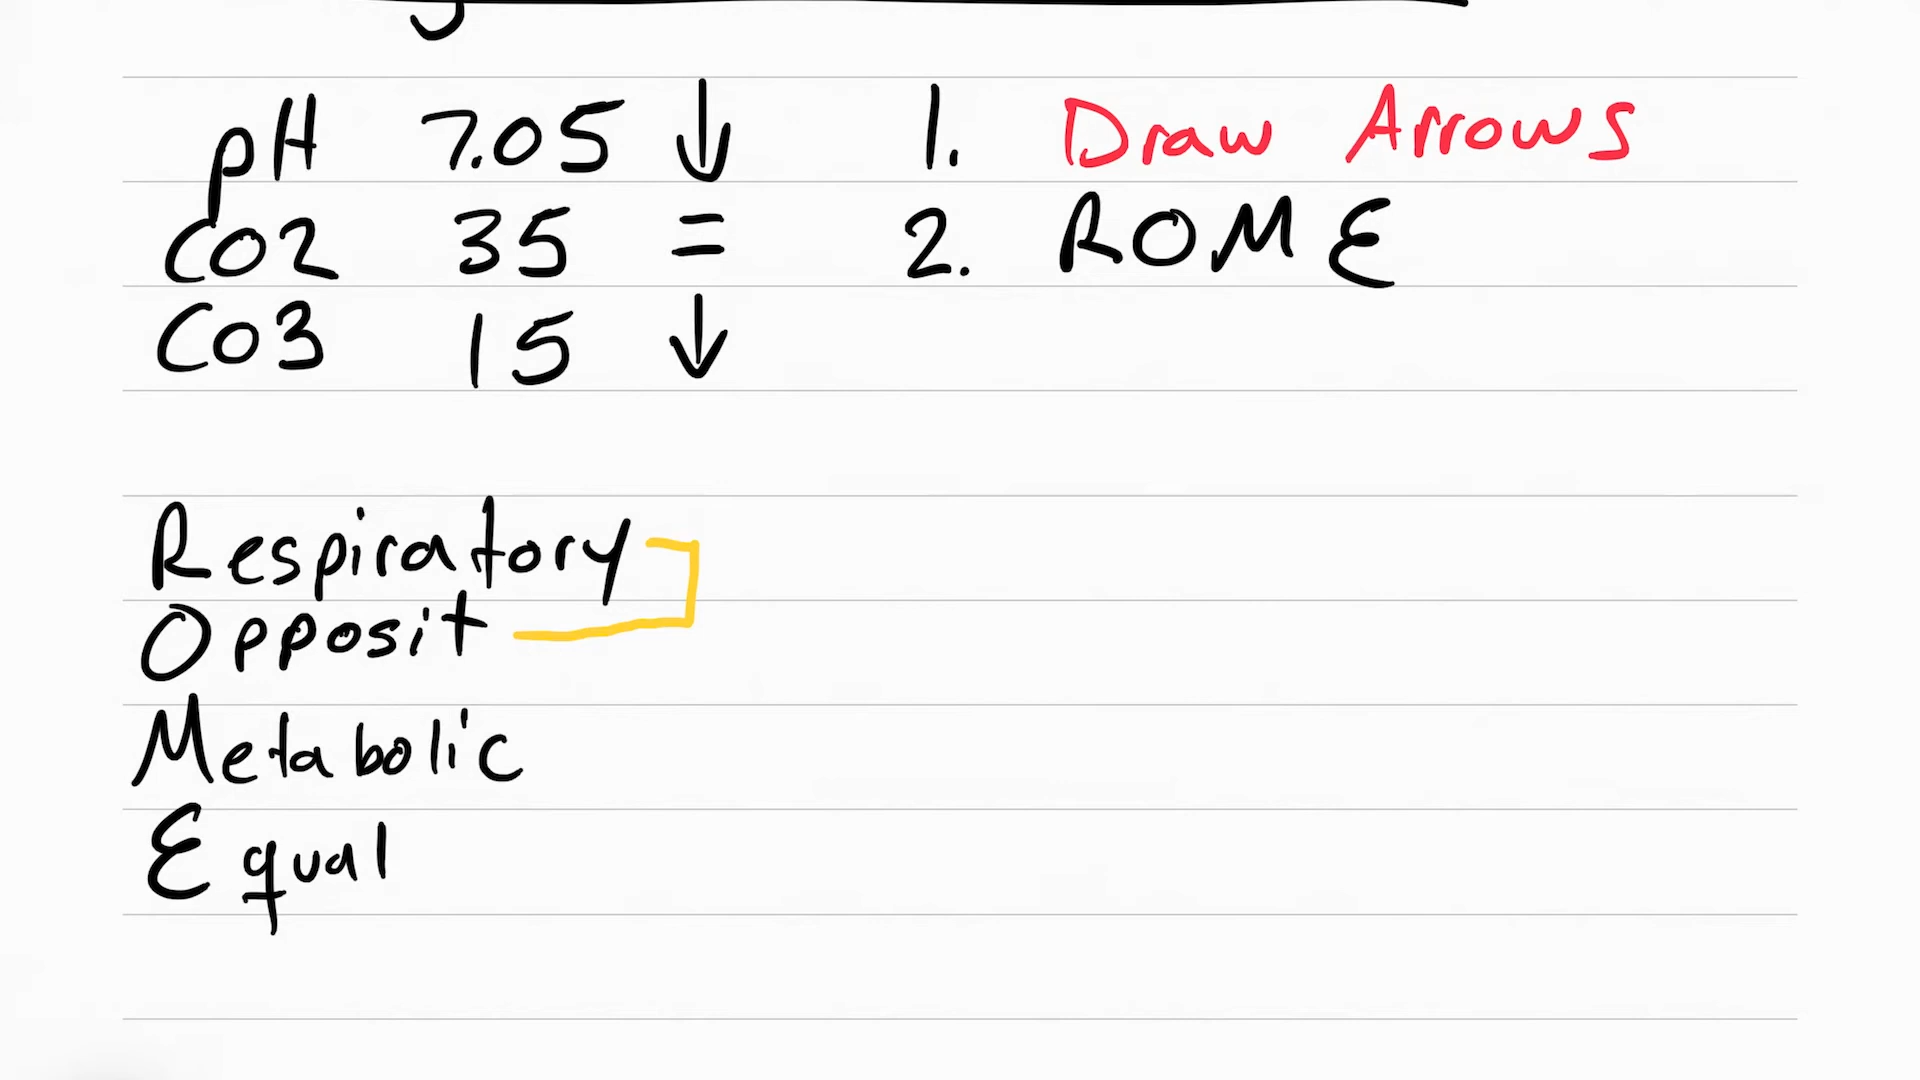 pH 7.05 ↓ 1. Draw Arrows
CO2 35 = 2. ROME
CO3 15 ↓
Respiratory
Opposit
Metabolic
Equal